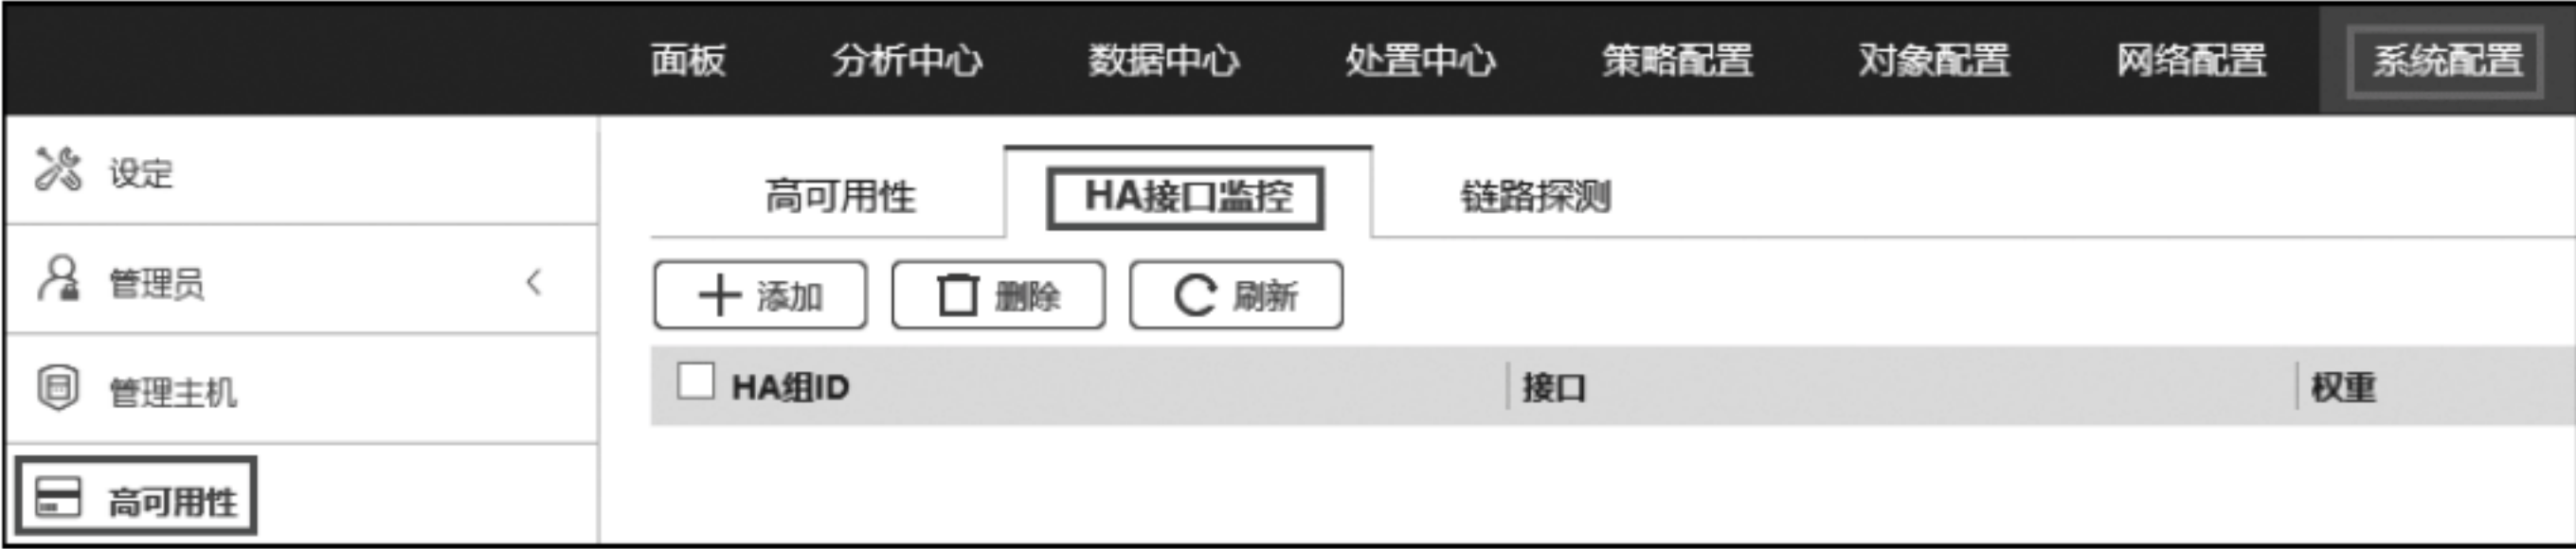 面板 分析中心 数据中心 处置中心 策略配置 对象配置 网络配置 系统配置
设定
管理员
管理主机
高可用性
高可用性 HA接口监控 链路探测
添加 删除 刷新
HA组ID 接口 权重